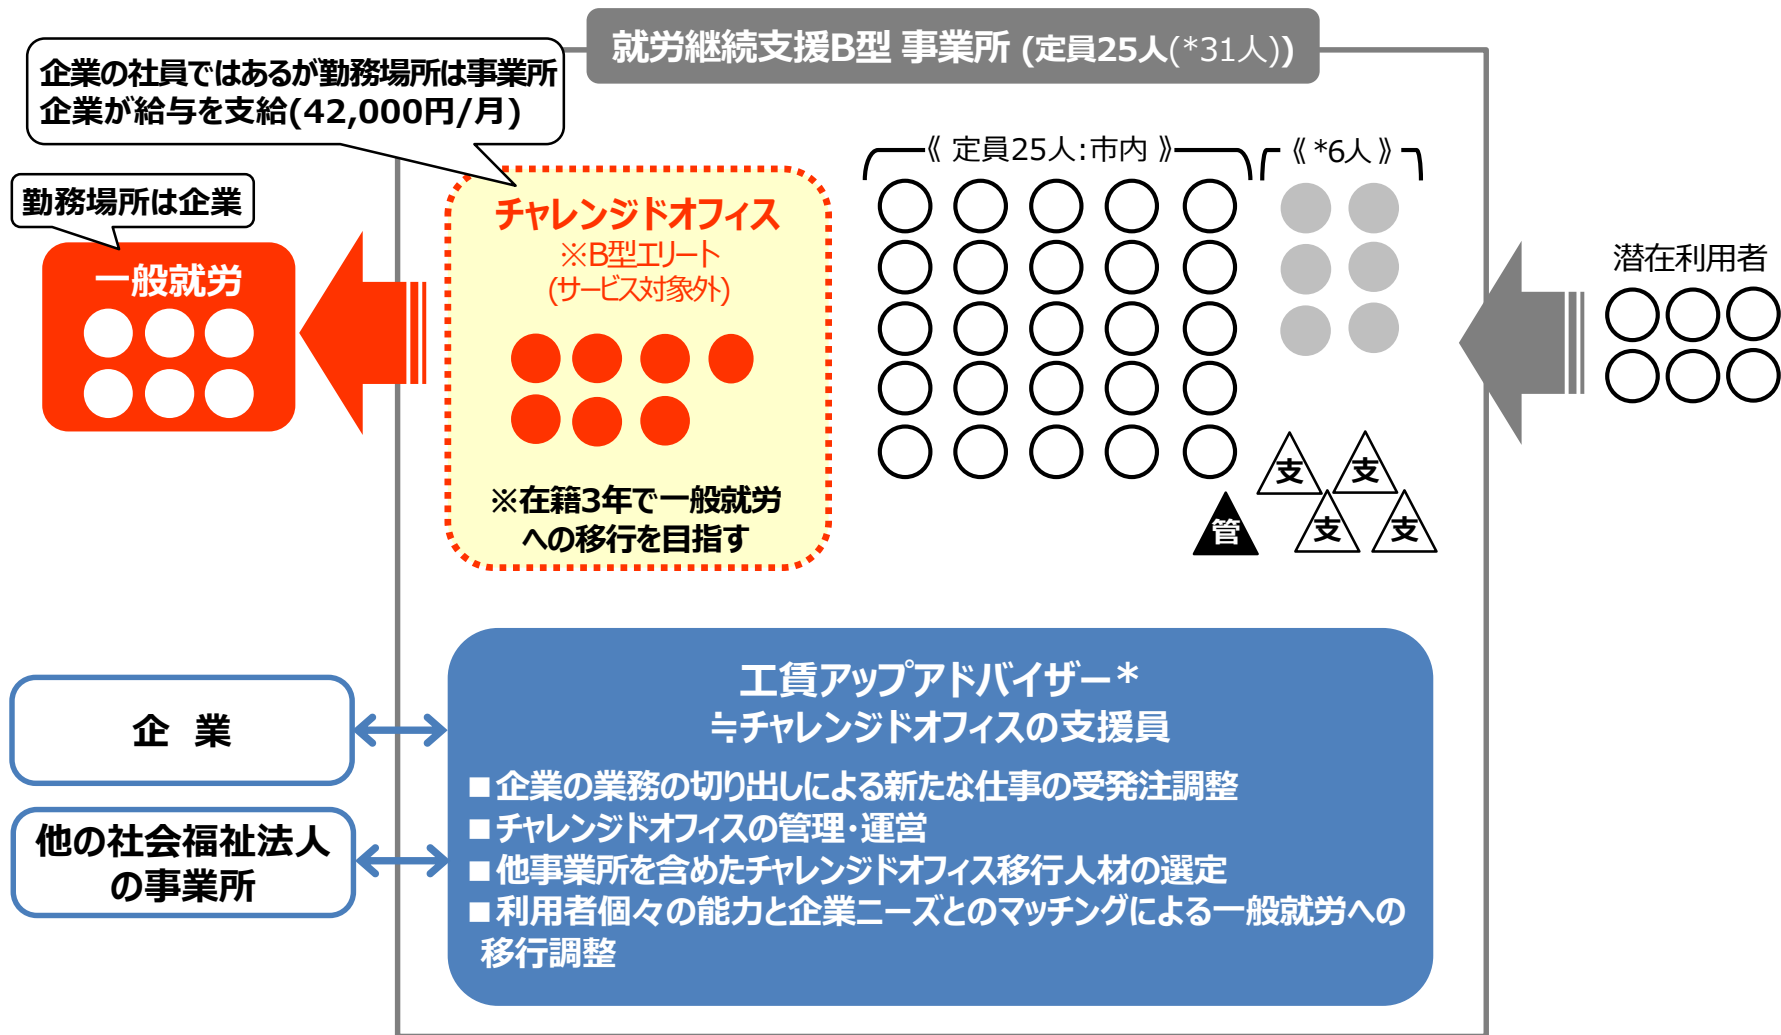 就労継続支援B型 事業所 (定員25人(*31人))
企業の社員ではあるが勤務場所は事業所
企業が給与を支給(42,000円/月)
勤務場所は企業
一般就労
チャレンジドオフィス
※B型エリート
(サービス対象外)
※在籍3年で一般就労
への移行を目指す
《 定員25人:市内 》
《 *6人 》
潜在利用者
支
支
管
支
支
企 業
他の社会福祉法人
の事業所
工賃アップアドバイザー*
≒チャレンジドオフィスの支援員
■企業の業務の切り出しによる新たな仕事の受発注調整
■チャレンジドオフィスの管理・運営
■他事業所を含めたチャレンジドオフィス移行人材の選定
■利用者個々の能力と企業ニーズとのマッチングによる一般就労への
移行調整